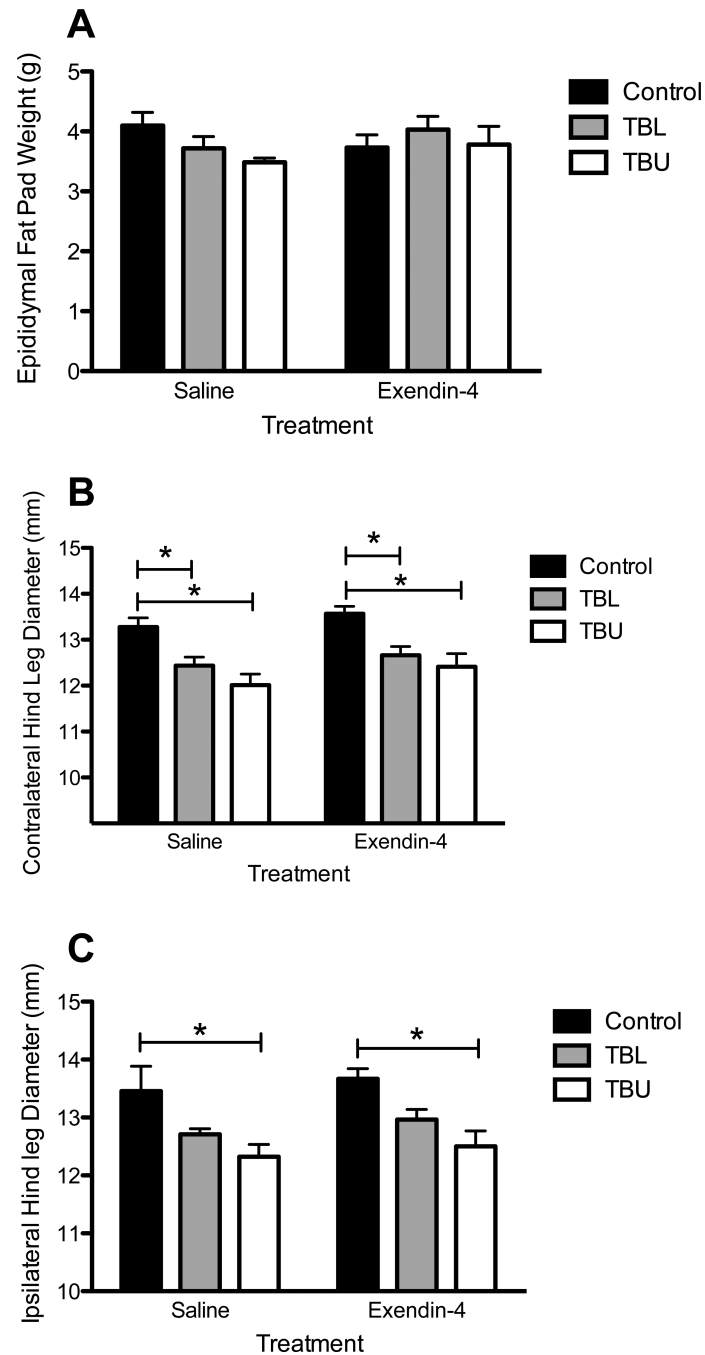 A
Epididymal Fat Pad Weight (g)
5
4
3
2
1
0
Saline
Exendin-4
Treatment
Control
TBL
TBU
B
Contralateral Hind Leg Diameter (mm)
15
14
13
12
11
10
*
*
*
*
Saline
Exendin-4
Treatment
Control
TBL
TBU
C
Ipsilateral Hind leg Diameter (mm)
15
14
13
12
11
10
*
*
Saline
Exendin-4
Treatment
Control
TBL
TBU